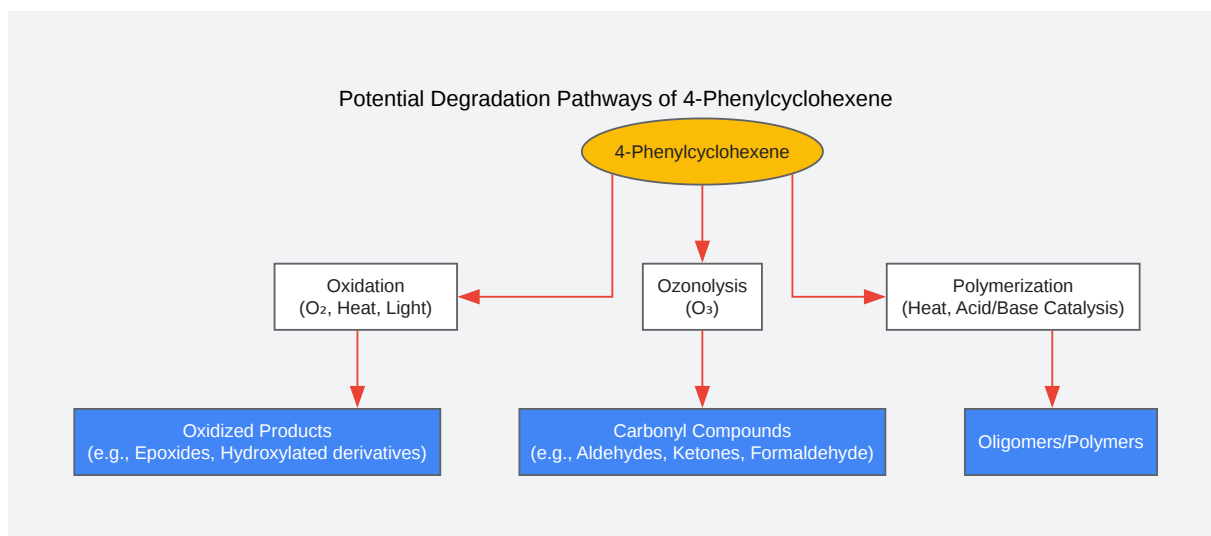 Potential Degradation Pathways of 4-Phenylcyclohexene
4-Phenylcyclohexene
Oxidation
(O₂, Heat, Light)
Ozonolysis
(O₃)
Polymerization
(Heat, Acid/Base Catalysis)
Oxidized Products
(e.g., Epoxides, Hydroxylated derivatives)
Carbonyl Compounds
(e.g., Aldehydes, Ketones, Formaldehyde)
Oligomers/Polymers